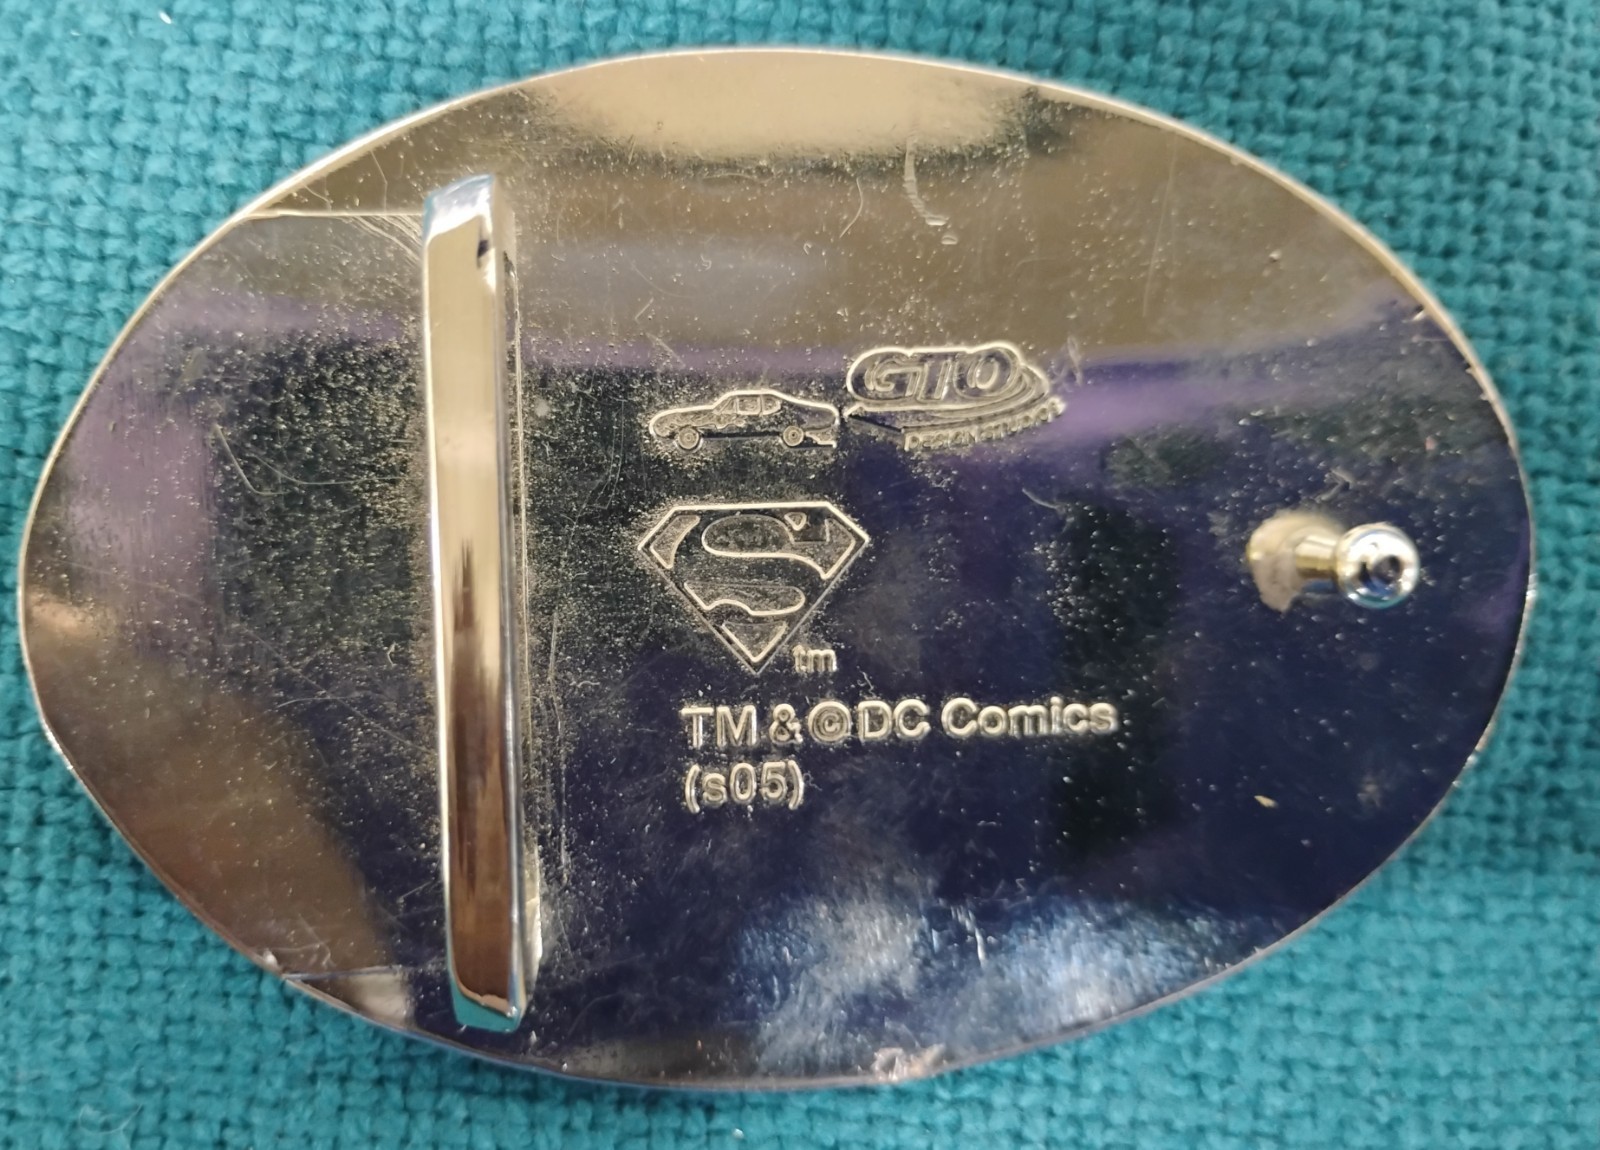 GTO
S
tm
TM & © DC Comics
(s05)